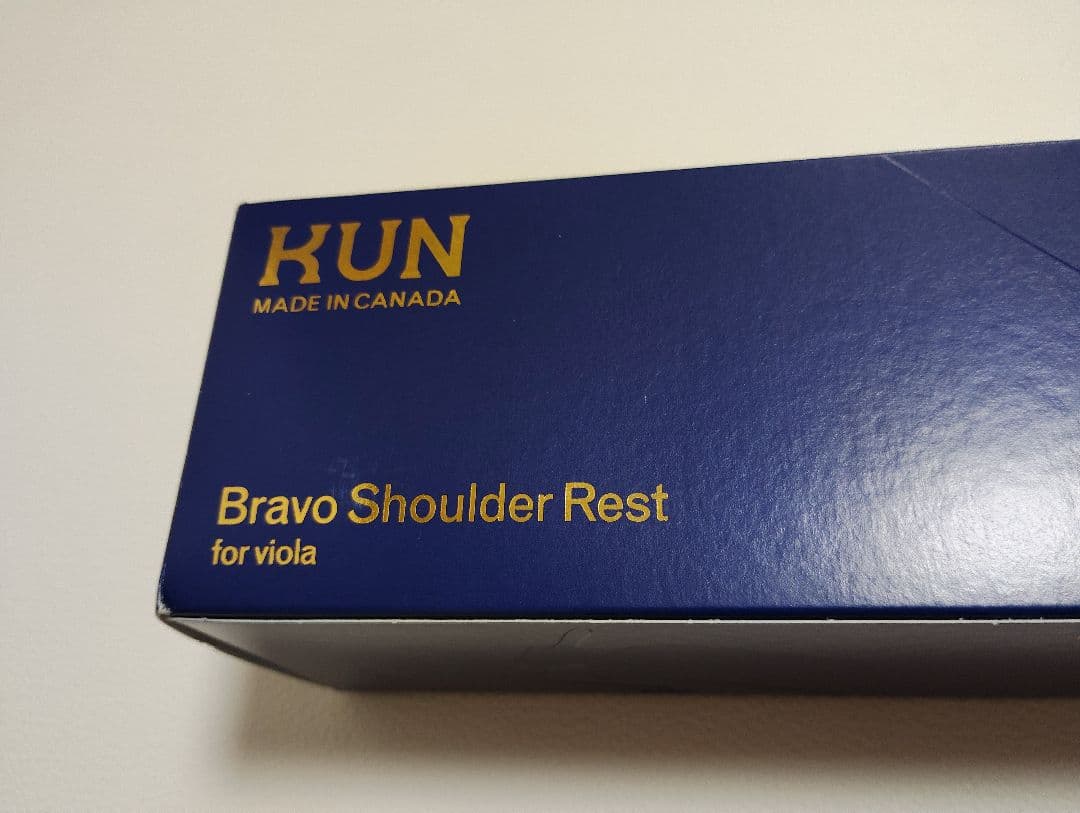 KUN
MADE IN CANADA
Bravo Shoulder Rest
for viola